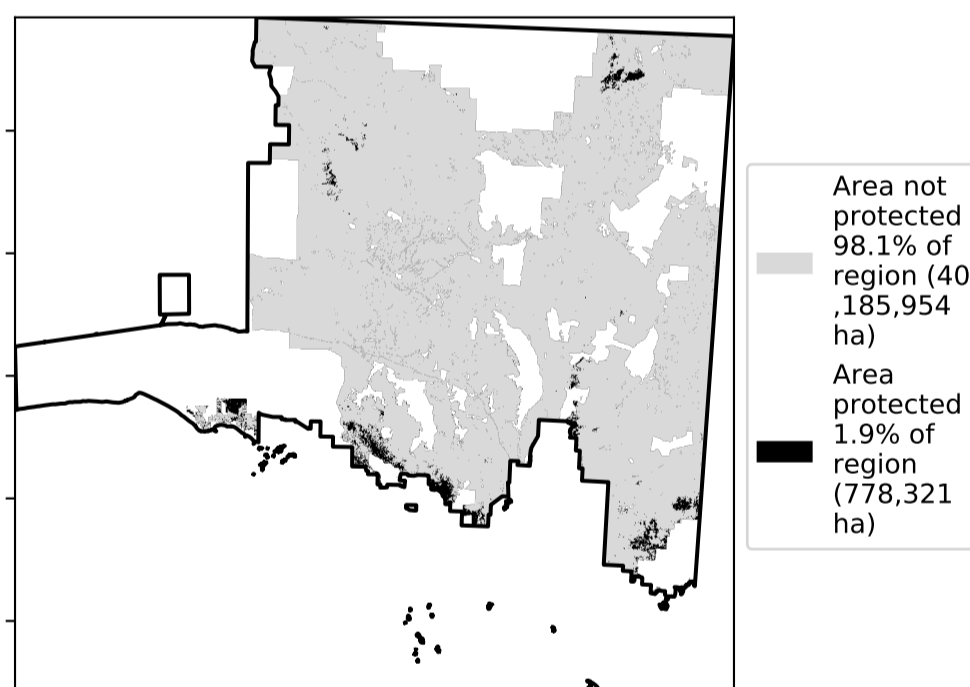 Area not
protected
98.1% of
region (40
,185,954
ha)
Area
protected
1.9% of
region
(778,321
ha)